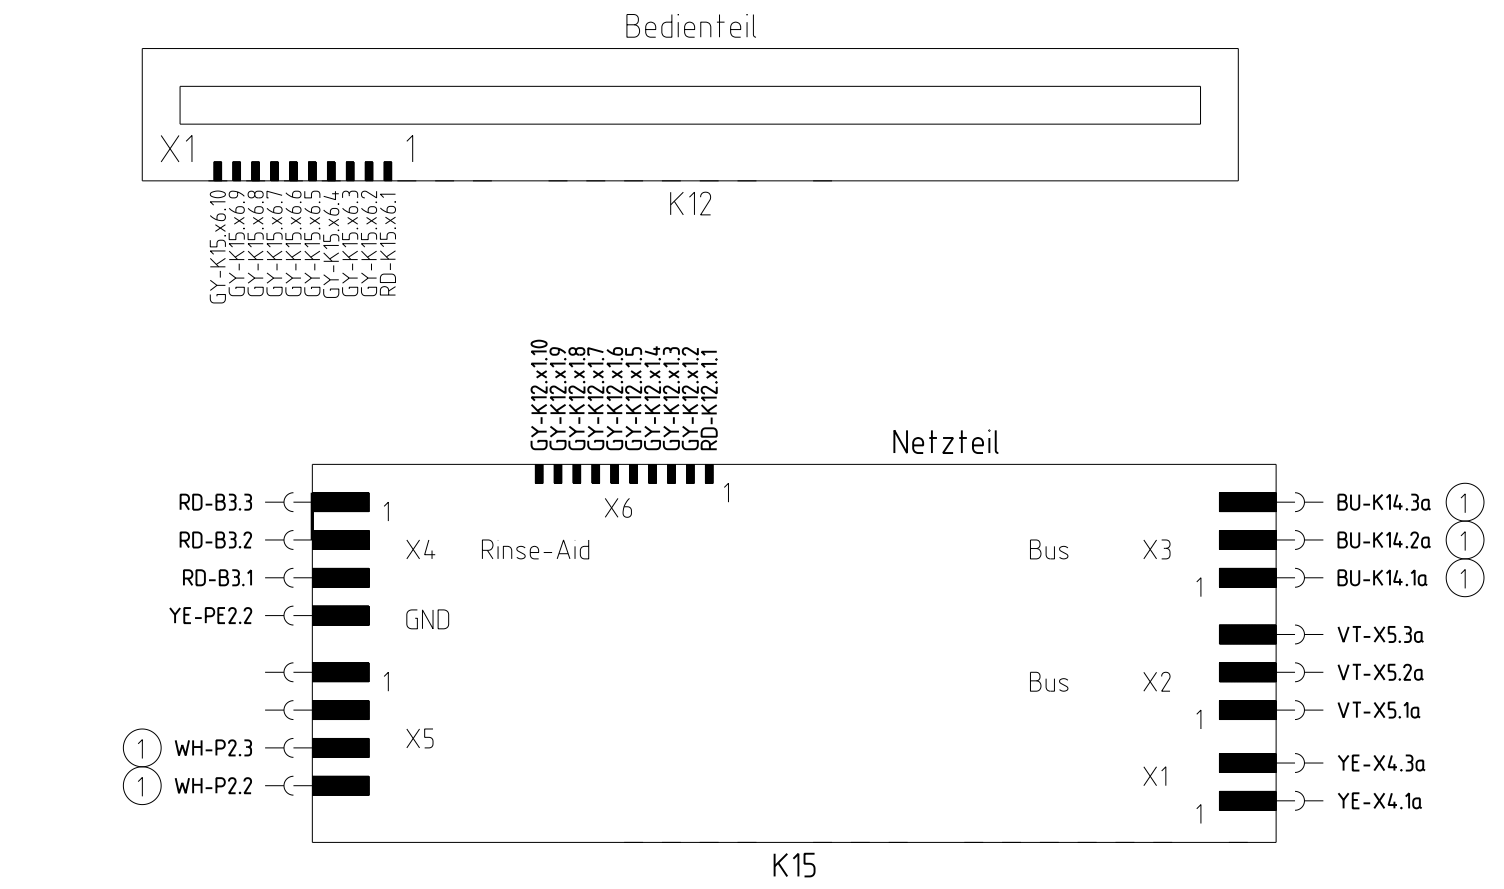 Bedienteil
X1
1
K12
GY-K15.x6.10
GY-K15.x6.9
GY-K15.x6.8
GY-K15.x6.7
GY-K15.x6.6
GY-K15.x6.5
GY-K15.x6.4
GY-K15.x6.3
GY-K15.x6.2
RD-K15.x6.1
GY-K12.x1.10
GY-K12.x1.9
GY-K12.x1.8
GY-K12.x1.7
GY-K12.x1.6
GY-K12.x1.5
GY-K12.x1.4
GY-K12.x1.3
GY-K12.x1.2
RD-K12.x1.1
Netzteil
X6
1
RD-B3.3
1
RD-B3.2
X4 Rinse-Aid
RD-B3.1
YE-PE2.2
GND
1
X5
1 WH-P2.3
1 WH-P2.2
BU-K14.3a 1
Bus X3
BU-K14.2a 1
1
BU-K14.1a 1
VT-X5.3a
Bus X2
VT-X5.2a
1
VT-X5.1a
X1
YE-X4.3a
1
YE-X4.1a
K15